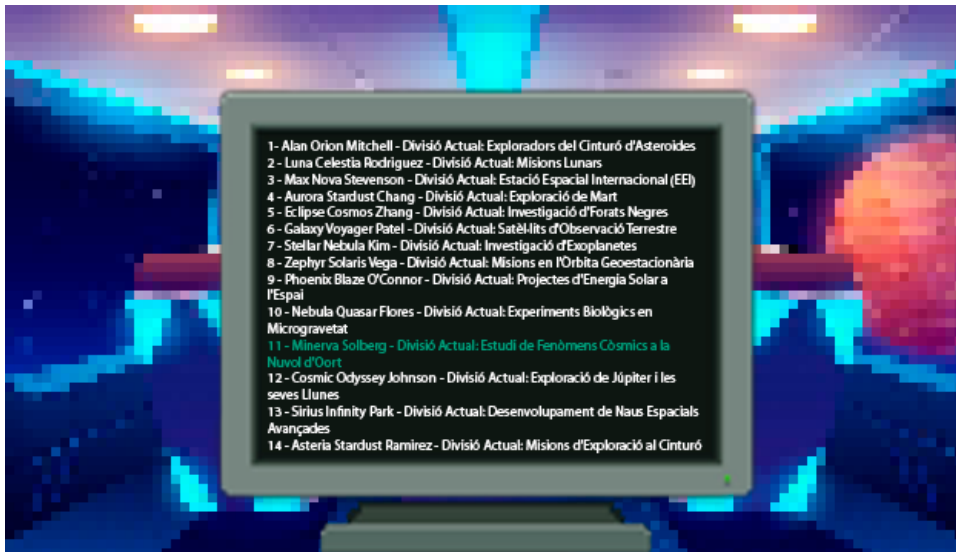 1- Alan Orion Mitchell - Divisió Actual: Exploradors del Cinturó d'Asteroides
2 - Luna Celestia Rodriguez - Divisió Actual: Misions Lunars
3 - Max Nova Stevenson - Divisió Actual: Estació Espacial Internacional (EEI)
4 - Aurora Stardust Chang - Divisió Actual: Exploració de Mart
5 - Eclipse Cosmos Zhang - Divisió Actual: Investigació d'Forats Negres
6 - Galaxy Voyager Patel - Divisió Actual: Satèl·lits d'Observació Terrestre
7 - Stellar Nebula Kim - Divisió Actual: Investigació d'Exoplanetes
8 - Zephyr Solaris Vega - Divisió Actual: Misions en l'Òrbita Geoestacionària
9 - Phoenix Blaze O'Connor - Divisió Actual: Projectes d'Energia Solar a
l'Espai
10 - Nebula Quasar Flores - Divisió Actual: Experiments Biològics en
Microgravetat
11 - Minerva Solberg - Divisió Actual: Estudi de Fenòmens Còsmics a la
Nuvol d'Oort
12 - Cosmic Odyssey Johnson - Divisió Actual: Exploració de Júpiter i les
seves Llunes
13 - Sirius Infinity Park - Divisió Actual: Desenvolupament de Naus Espacials
Avançades
14 - Asteria Stardust Ramirez - Divisió Actual: Misions d'Exploració al Cinturó